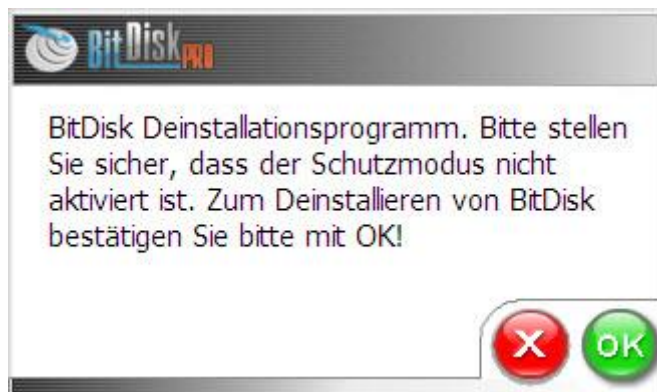 BitDisk PRO
BitDisk Deinstallationsprogramm. Bitte stellen
Sie sicher, dass der Schutzmodus nicht
aktiviert ist. Zum Deinstallieren von BitDisk
bestätigen Sie bitte mit OK!
X OK